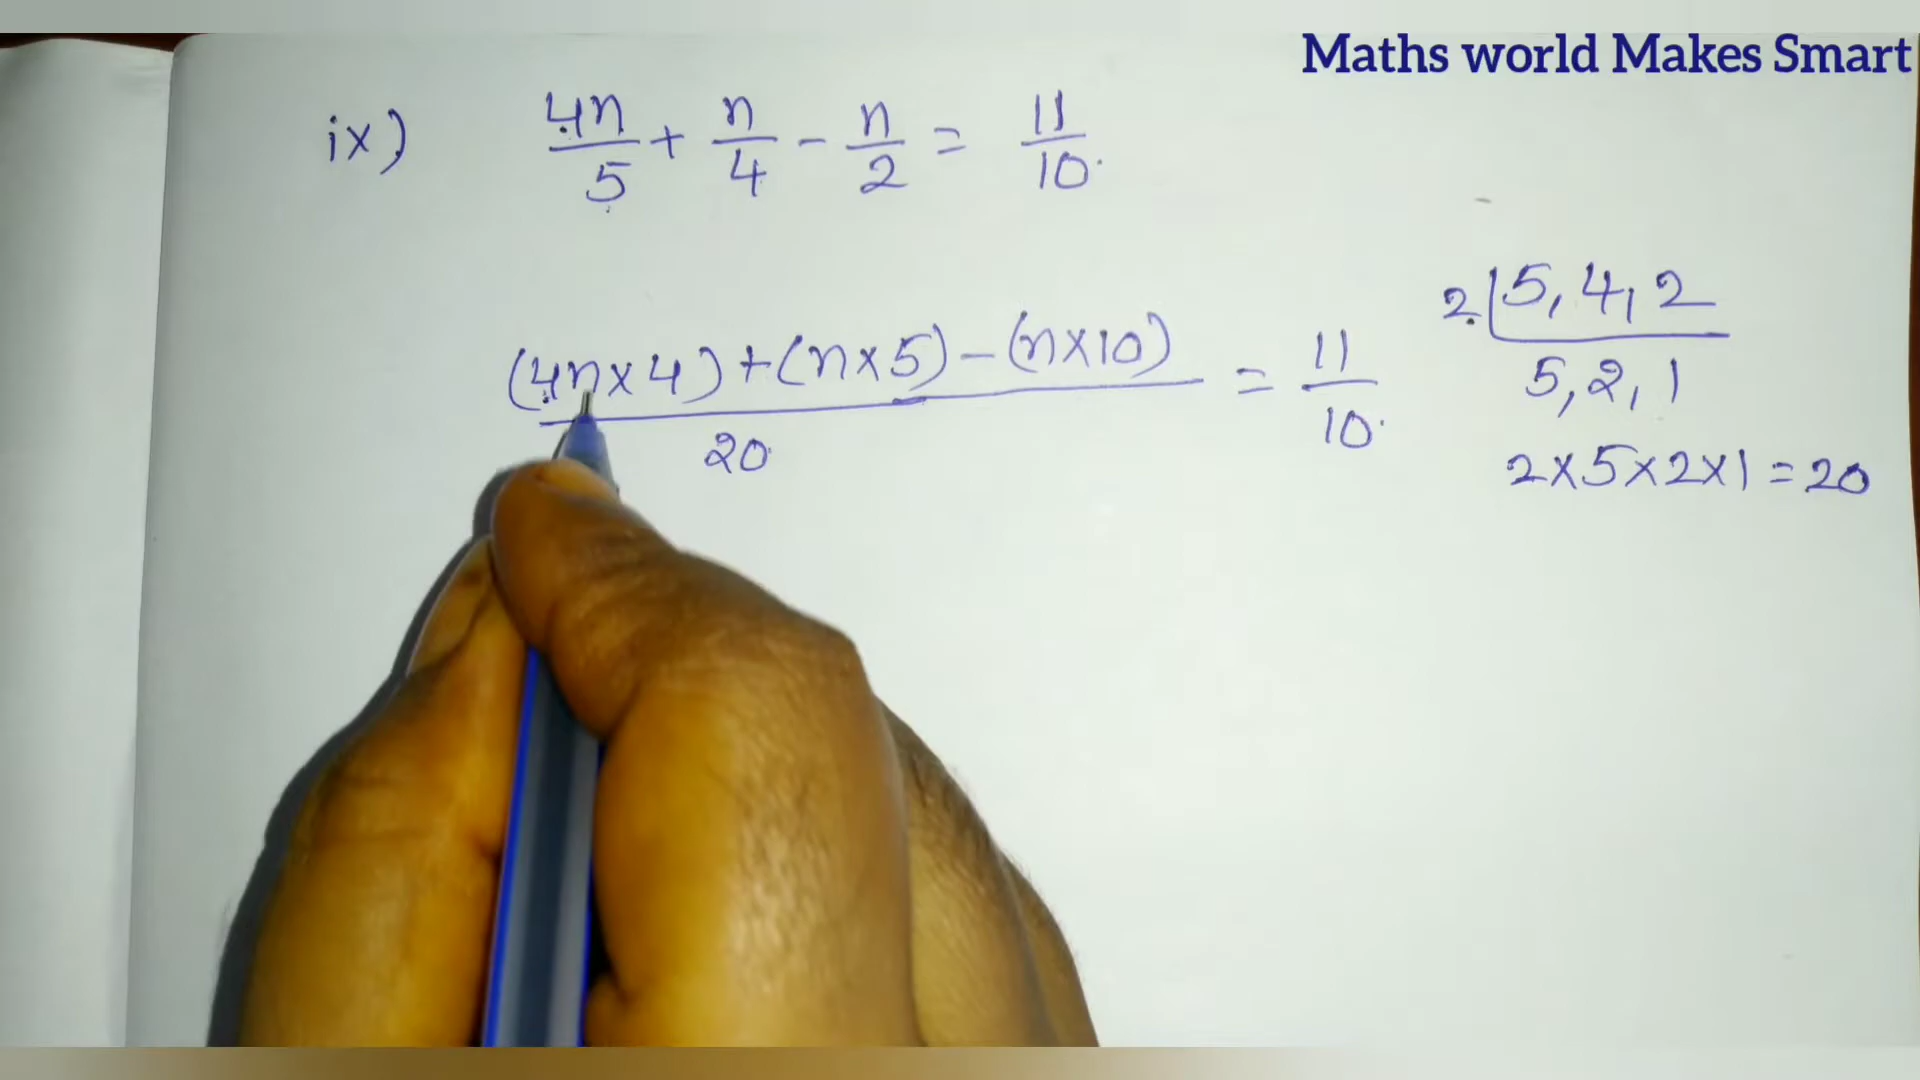 Maths world Makes Smart
ix) 4n/5 + n/4 - n/2 = 11/10.
2 | 5, 4, 2
5, 2, 1
2×5×2×1 = 20
(4n×4) + (n×5) - (n×10) / 20 = 11/10.